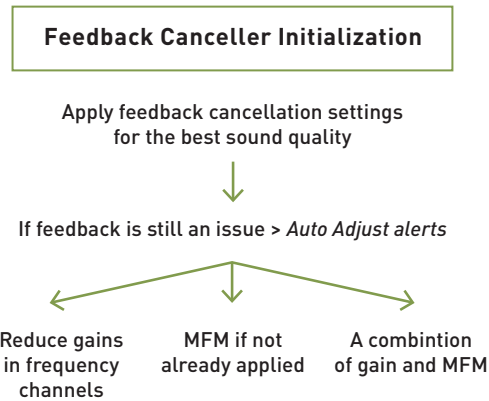 Feedback Canceller Initialization
Apply feedback cancellation settings
for the best sound quality
If feedback is still an issue > Auto Adjust alerts
Reduce gains
in frequency
channels
MFM if not
already applied
A combintion
of gain and MFM